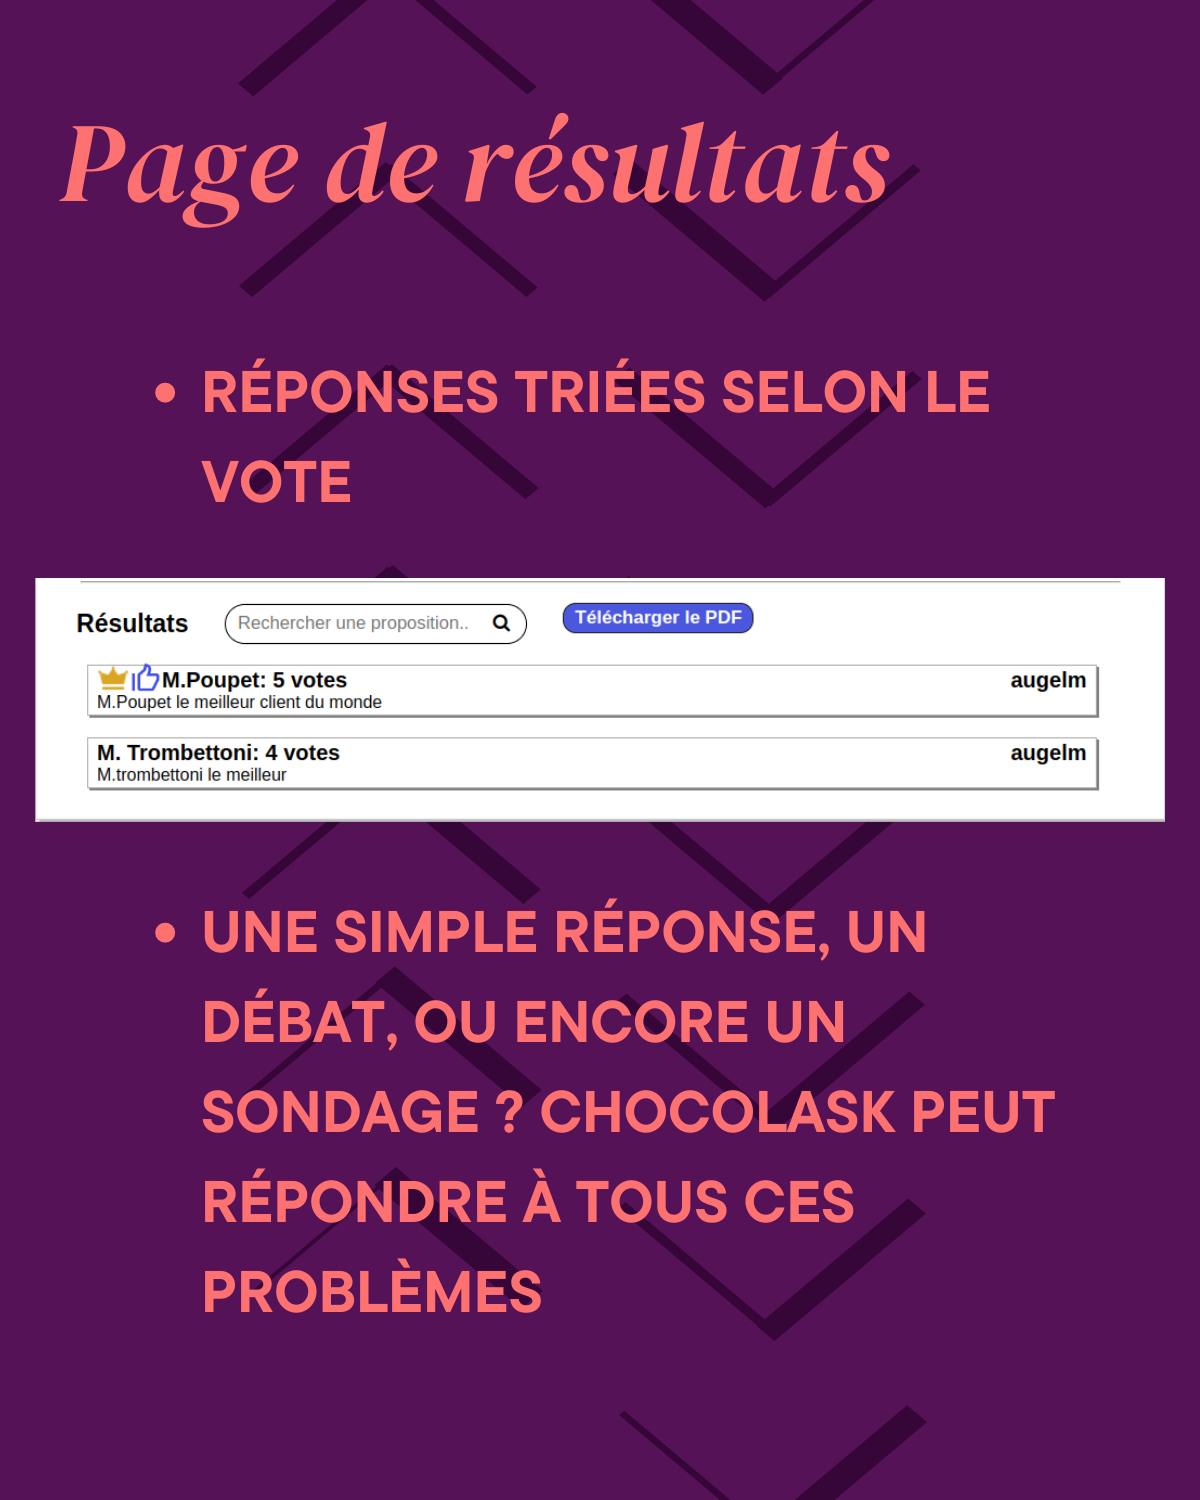 Page de résultats
• RÉPONSES TRIÉES SELON LE
VOTE
Résultats
Rechercher une proposition..
Télécharger le PDF
M.Poupet: 5 votes
augelm
M.Poupet le meilleur client du monde
M. Trombettoni: 4 votes
augelm
M.trombettoni le meilleur
• UNE SIMPLE RÉPONSE, UN
DÉBAT, OU ENCORE UN
SONDAGE ? CHOCOLASK PEUT
RÉPONDRE À TOUS CES
PROBLÈMES